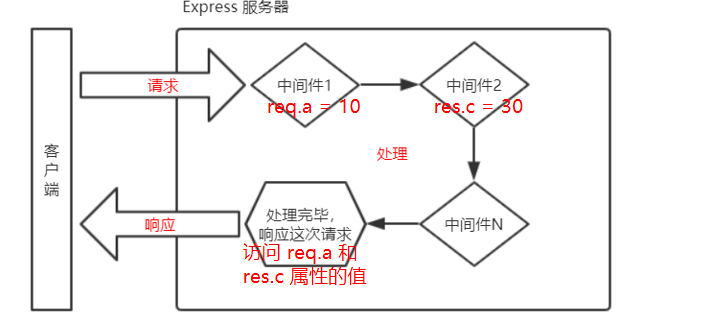 Express 服务器
客户端
请求
中间件1
req.a = 10
中间件2
res.c = 30
处理
响应
处理完毕，
响应这次请求
访问 req.a 和
res.c 属性的值
中间件N